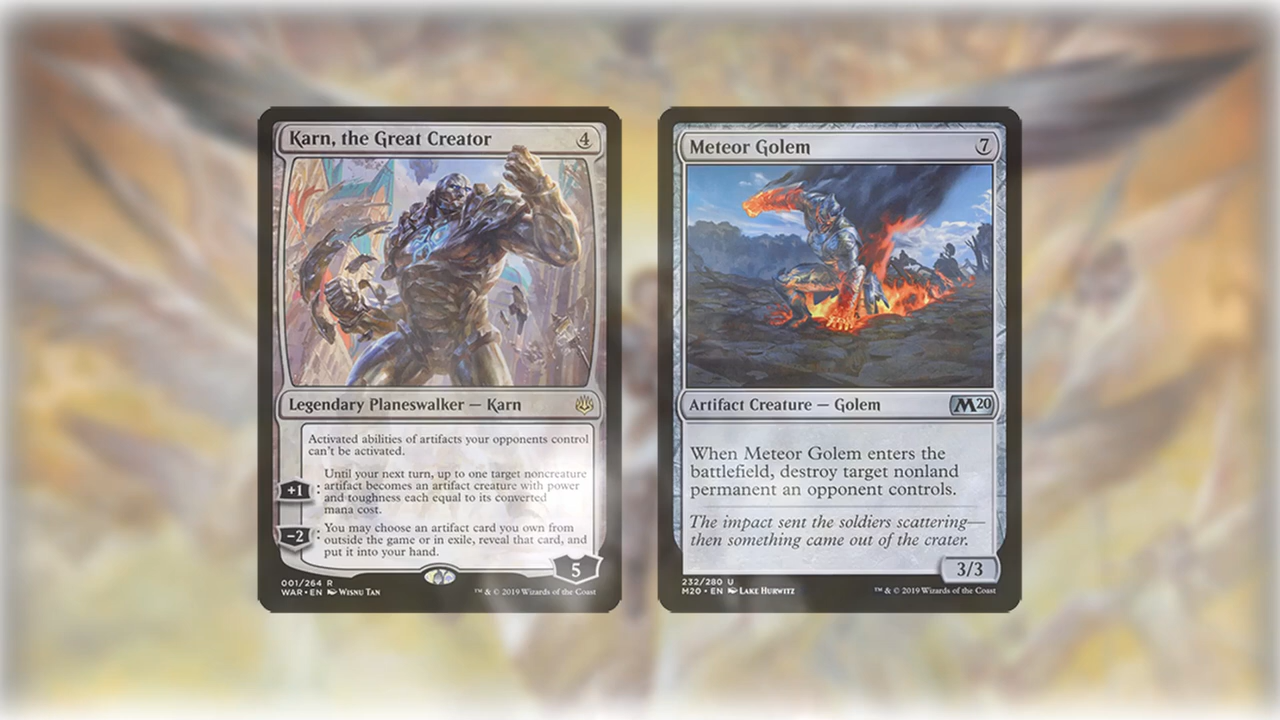 Karn, the Great Creator 4
Legendary Planeswalker — Karn
Activated abilities of artifacts your opponents control
can't be activated.
Until your next turn, up to one target noncreature
+1 : artifact becomes an artifact creature with power
and toughness each equal to its converted
mana cost.
-2 : You may choose an artifact card you own from
outside the game or in exile, reveal that card, and
put it into your hand.
5
001/264 R
WAR • EN Wisnu Tan
™ & © 2019 Wizards of the Coast
Meteor Golem 7
Artifact Creature — Golem M20
When Meteor Golem enters the
battlefield, destroy target nonland
permanent an opponent controls.
The impact sent the soldiers scattering—
then something came out of the crater.
3/3
232/280 U
M20 • EN Lake Hurwitz
™ & © 2019 Wizards of the Coast